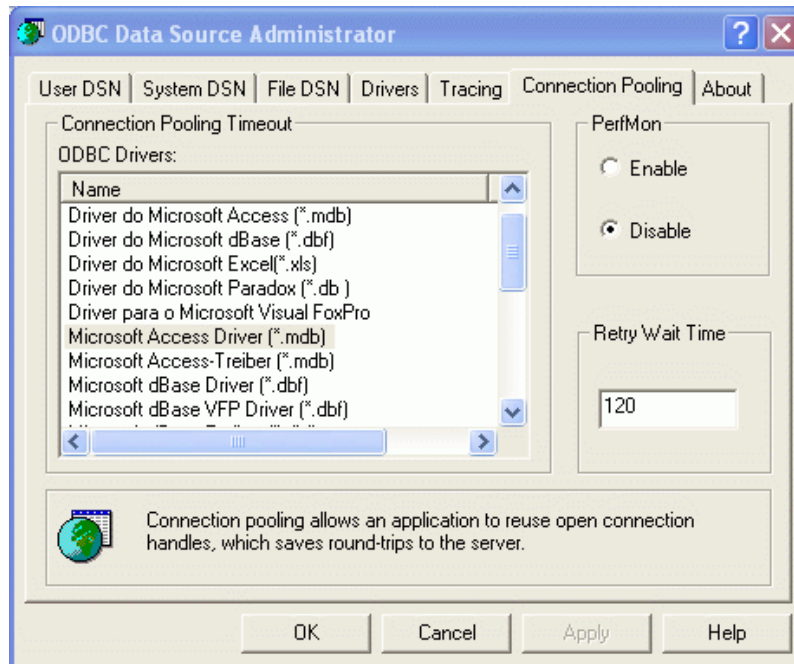 ODBC Data Source Administrator
User DSN System DSN File DSN Drivers Tracing Connection Pooling About
Connection Pooling Timeout
ODBC Drivers:
Name
Driver do Microsoft Access (*.mdb)
Driver do Microsoft dBase (*.dbf)
Driver do Microsoft Excel(*.xls)
Driver do Microsoft Paradox (*.db )
Driver para o Microsoft Visual FoxPro
Microsoft Access Driver (*.mdb)
Microsoft Access-Treiber (*.mdb)
Microsoft dBase Driver (*.dbf)
Microsoft dBase VFP Driver (*.dbf)
PerfMon
Enable
Disable
Retry Wait Time
120
Connection pooling allows an application to reuse open connection
handles, which saves round-trips to the server.
OK Cancel Apply Help